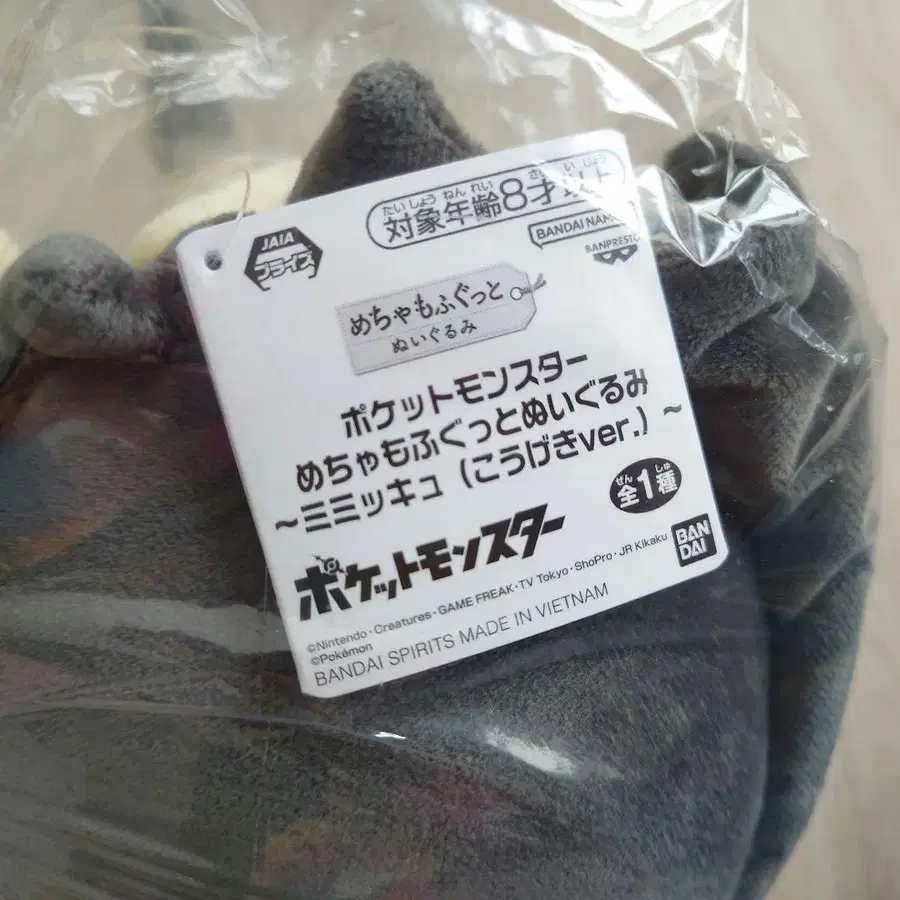 たいしょうねんれい さいいじょう
対象年齢8才以上
JAIA
プライズ
BANDAI NAM
BANPRESTO
めちゃもふぐっと
ぬいぐるみ
ポケットモンスター
めちゃもふぐっとぬいぐるみ
～ミミッキュ（こうげきver.）～
ぜん しゅ
全1種
ポケットモンスター
BAN
DAI
©Nintendo・Creatures・GAME FREAK・TV Tokyo・ShoPro・JR Kikaku
©Pokémon
BANDAI SPIRITS MADE IN VIETNAM